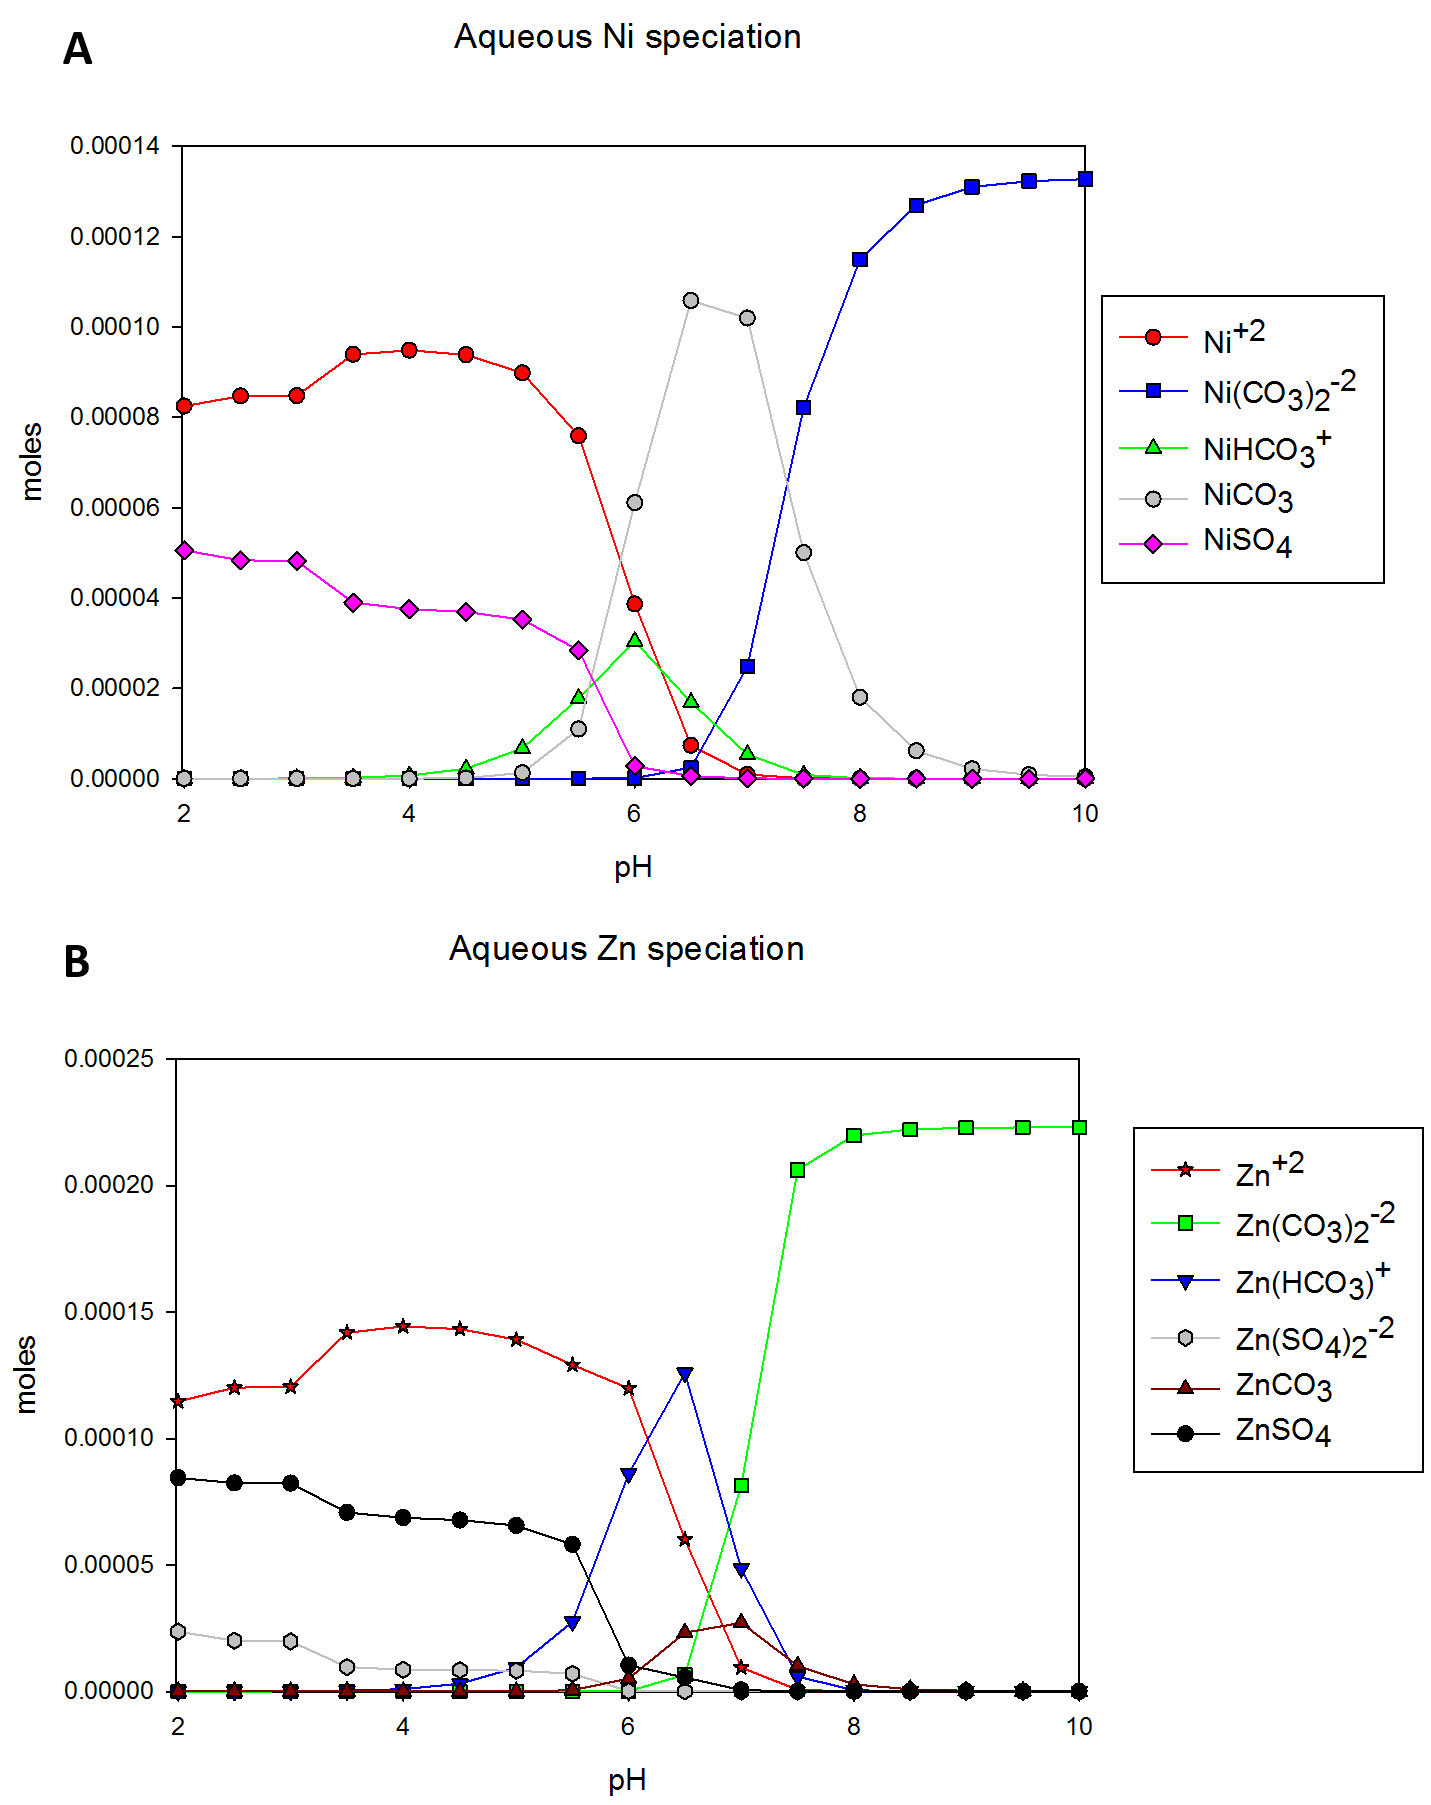 A
Aqueous Ni speciation
0.00014
0.00012
0.00010
0.00008
0.00006
0.00004
0.00002
0.00000
moles
2 4 6 8 10
pH
Ni+2
Ni(CO3)2-2
NiHCO3+
NiCO3
NiSO4
B
Aqueous Zn speciation
0.00025
0.00020
0.00015
0.00010
0.00005
0.00000
moles
2 4 6 8 10
pH
Zn+2
Zn(CO3)2-2
Zn(HCO3)+
Zn(SO4)2-2
ZnCO3
ZnSO4